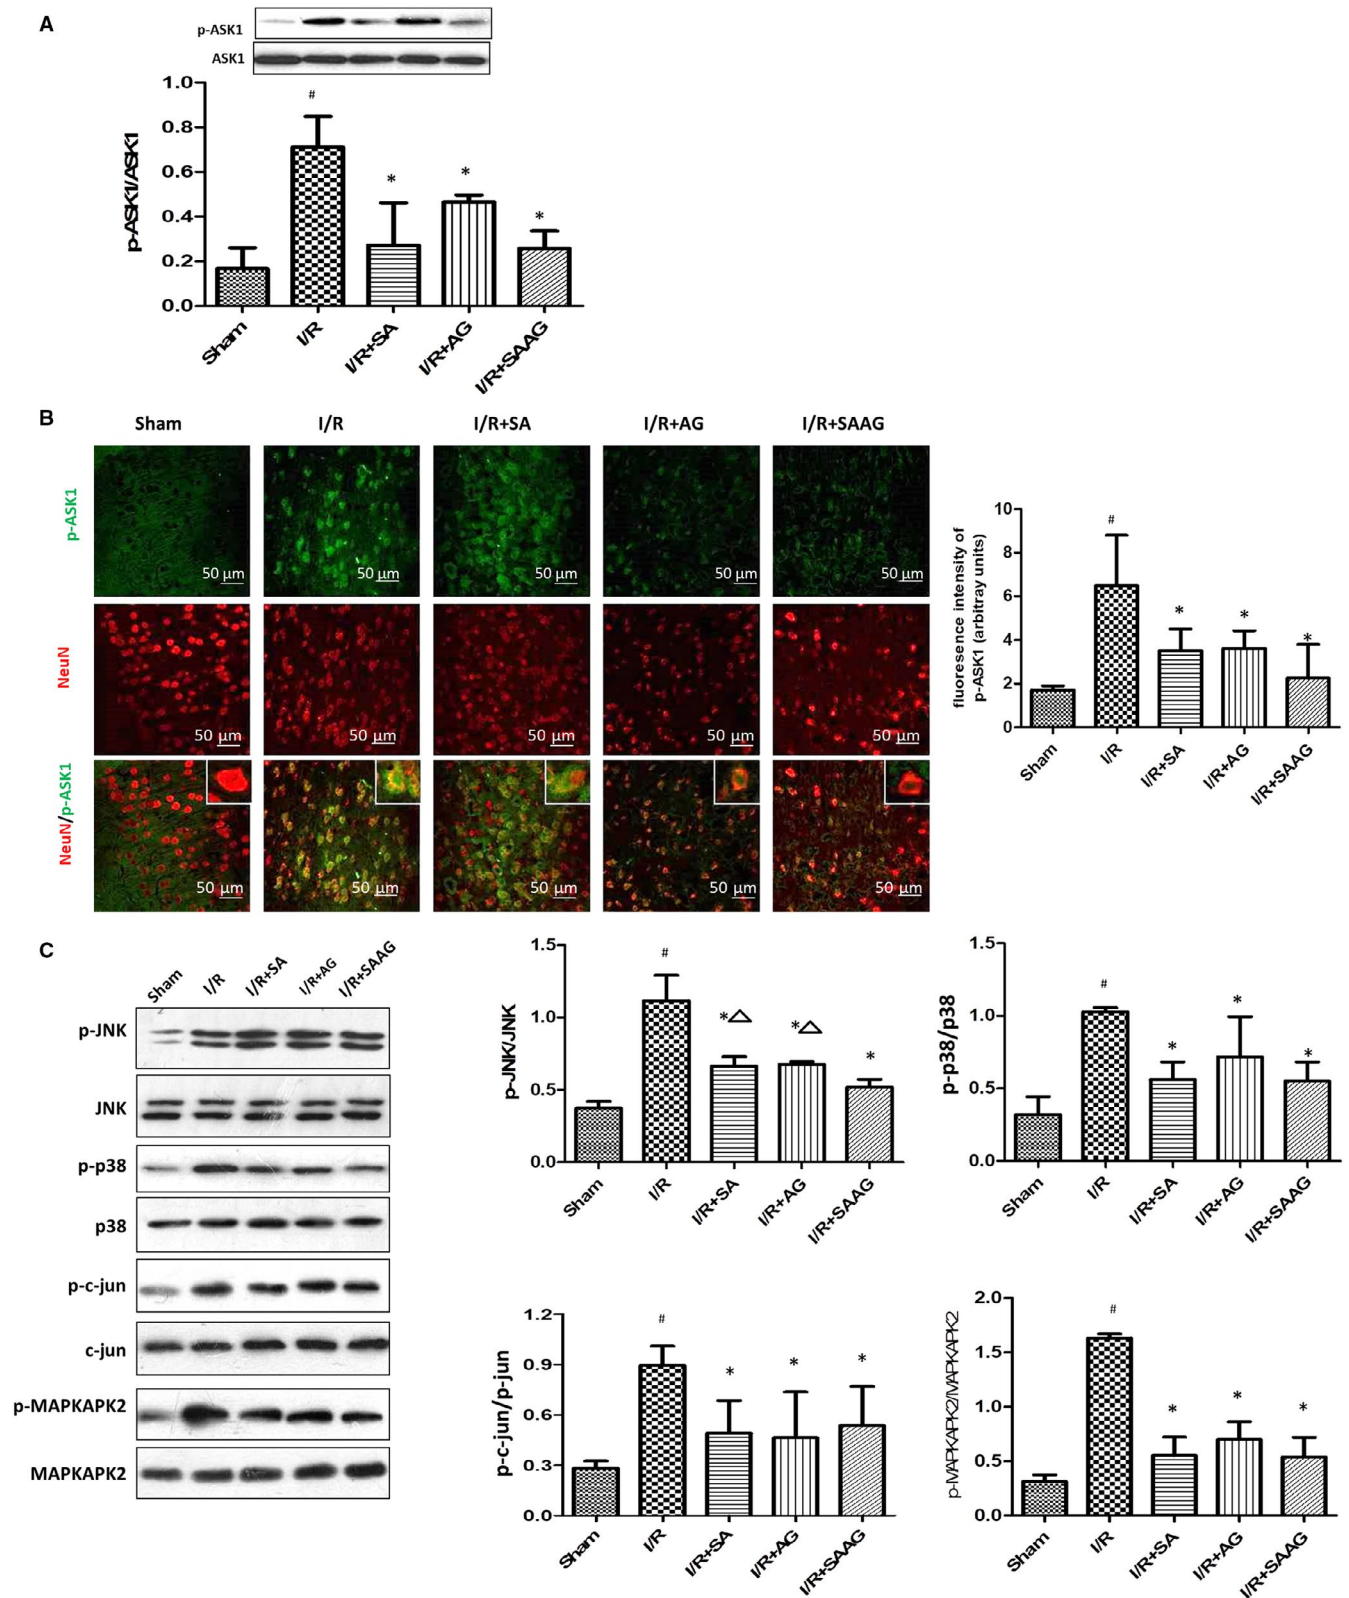 A
p-ASK1
ASK1
#
*
*
*
1.0
0.8
0.6
0.4
0.2
0.0
p-ASK1/ASK1
Sham
I/R
I/R+SA
I/R+AG
I/R+SAAG
B
Sham
I/R
I/R+SA
I/R+AG
I/R+SAAG
p-ASK1
50 µm
50 µm
50 µm
50 µm
50 µm
NeuN
50 µm
50 µm
50 µm
50 µm
50 µm
NeuN/p-ASK1
50 µm
50 µm
50 µm
50 µm
50 µm
fluoresence intensity of
p-ASK1 (arbitray units)
10
8
6
4
2
0
#
*
*
*
Sham
I/R
I/R+SA
I/R+AG
I/R+SAAG
C
Sham
I/R
I/R+SA
I/R+AG
I/R+SAAG
p-JNK
JNK
p-p38
p38
p-c-jun
c-jun
p-MAPKAPK2
MAPKAPK2
p-JNK/JNK
1.5
1.0
0.5
0.0
#
*△
*△
*
Sham
I/R
I/R+SA
I/R+AG
I/R+SAAG
p-p38/p38
1.5
1.0
0.5
0.0
#
*
*
*
Sham
I/R
I/R+SA
I/R+AG
I/R+SAAG
p-c-jun/p-jun
1.2
0.9
0.6
0.3
0.0
#
*
*
*
Sham
I/R
I/R+SA
I/R+AG
I/R+SAAG
p-MAPKAPK2/MAPKAPK2
2.0
1.5
1.0
0.5
0.0
#
*
*
*
Sham
I/R
I/R+SA
I/R+AG
I/R+SAAG